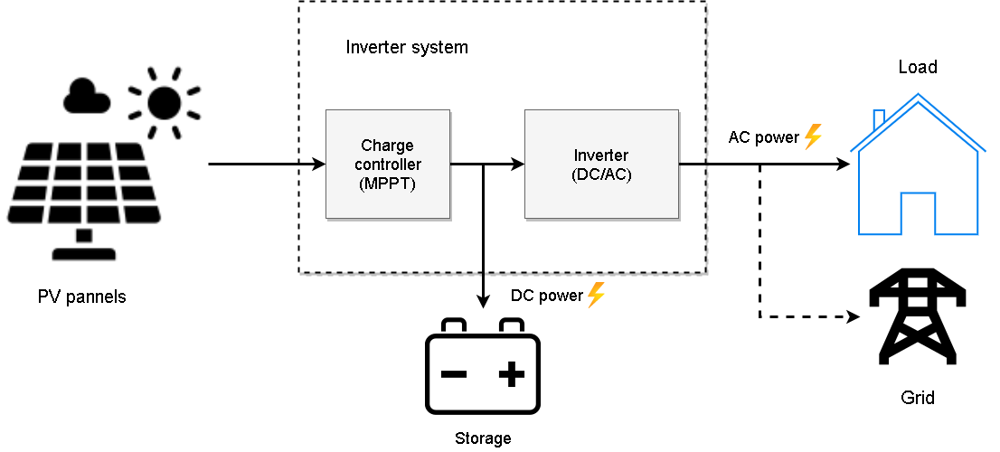 Inverter system
Load
Charge
controller
(MPPT)
Inverter
(DC/AC)
AC power
PV pannels
DC power
Grid
Storage